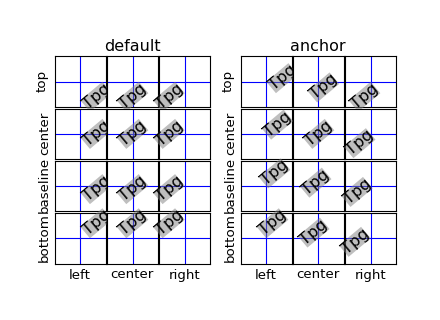 default anchor
top Tpg Tpg Tpg top Tpg Tpg Tpg
center Tpg Tpg Tpg center Tpg Tpg Tpg
baseline Tpg Tpg Tpg baseline Tpg Tpg Tpg
bottom Tpg Tpg Tpg bottom Tpg Tpg Tpg
left center right left center right